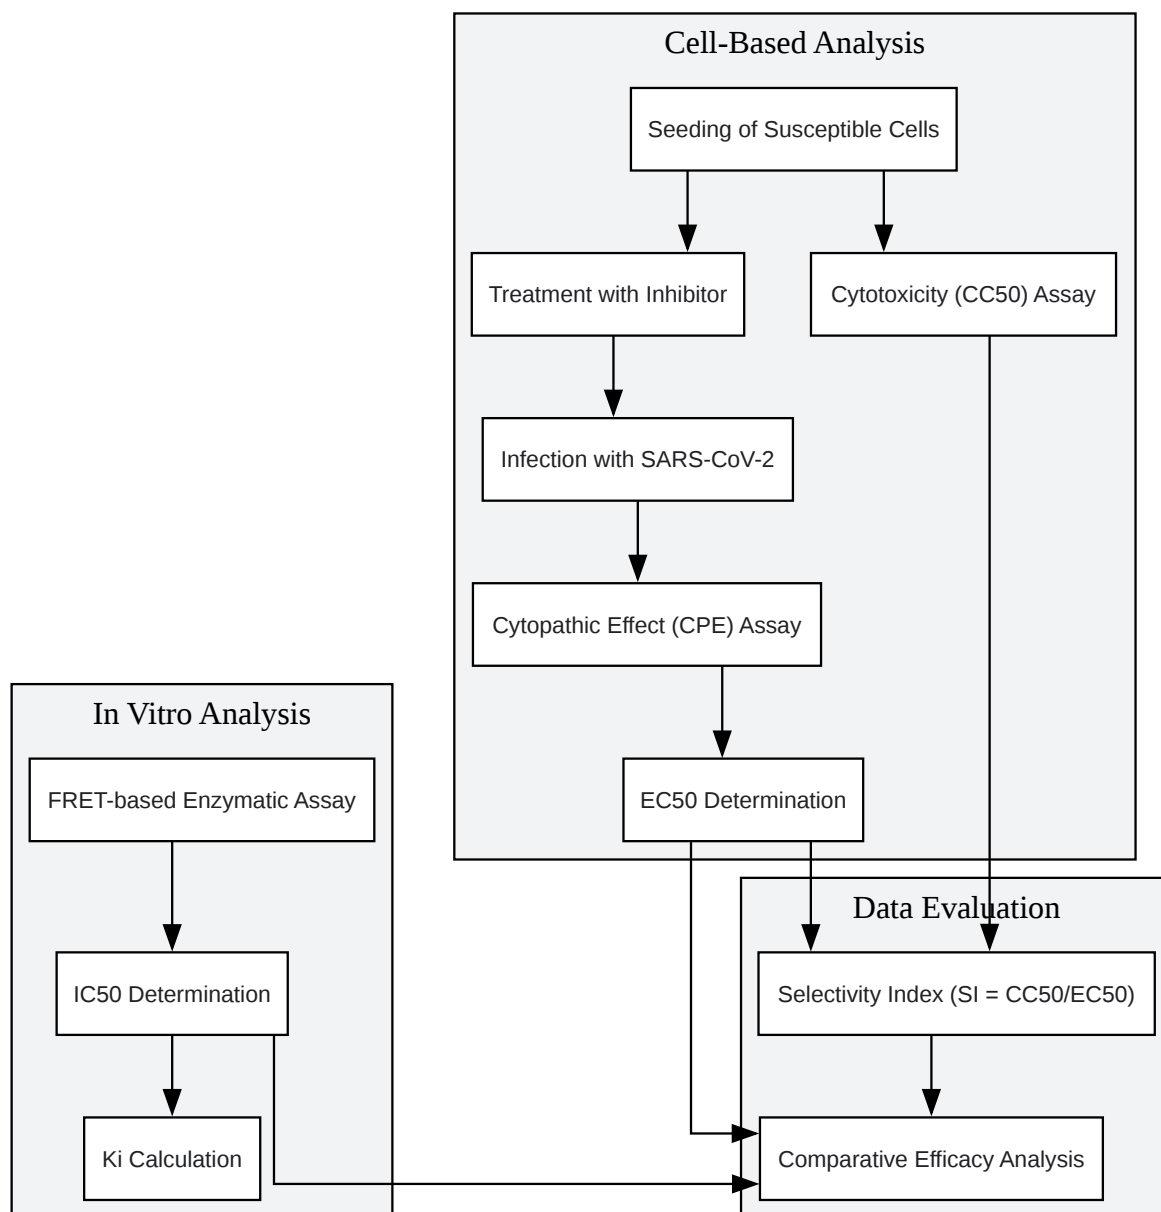 Cell-Based Analysis
Seeding of Susceptible Cells
Treatment with Inhibitor
Cytotoxicity (CC50) Assay
Infection with SARS-CoV-2
Cytopathic Effect (CPE) Assay
EC50 Determination
In Vitro Analysis
FRET-based Enzymatic Assay
IC50 Determination
Ki Calculation
Data Evaluation
Selectivity Index (SI = CC50/EC50)
Comparative Efficacy Analysis